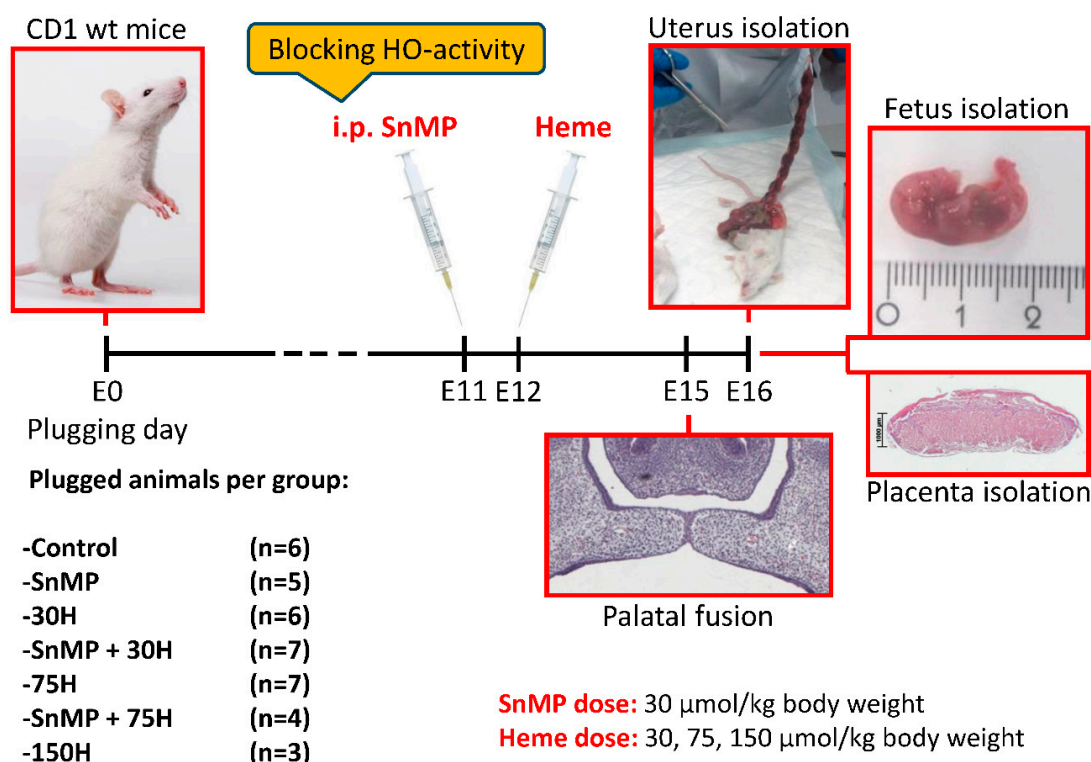 CD1 wt mice
Blocking HO-activity
i.p. SnMP
Heme
Uterus isolation
Fetus isolation
0 1 2
E0
E11
E12
E15
E16
Plugging day
1000 µm
Placenta isolation
Palatal fusion
Plugged animals per group:
-Control (n=6)
-SnMP (n=5)
-30H (n=6)
-SnMP + 30H (n=7)
-75H (n=7)
-SnMP + 75H (n=4)
-150H (n=3)
SnMP dose: 30 µmol/kg body weight
Heme dose: 30, 75, 150 µmol/kg body weight